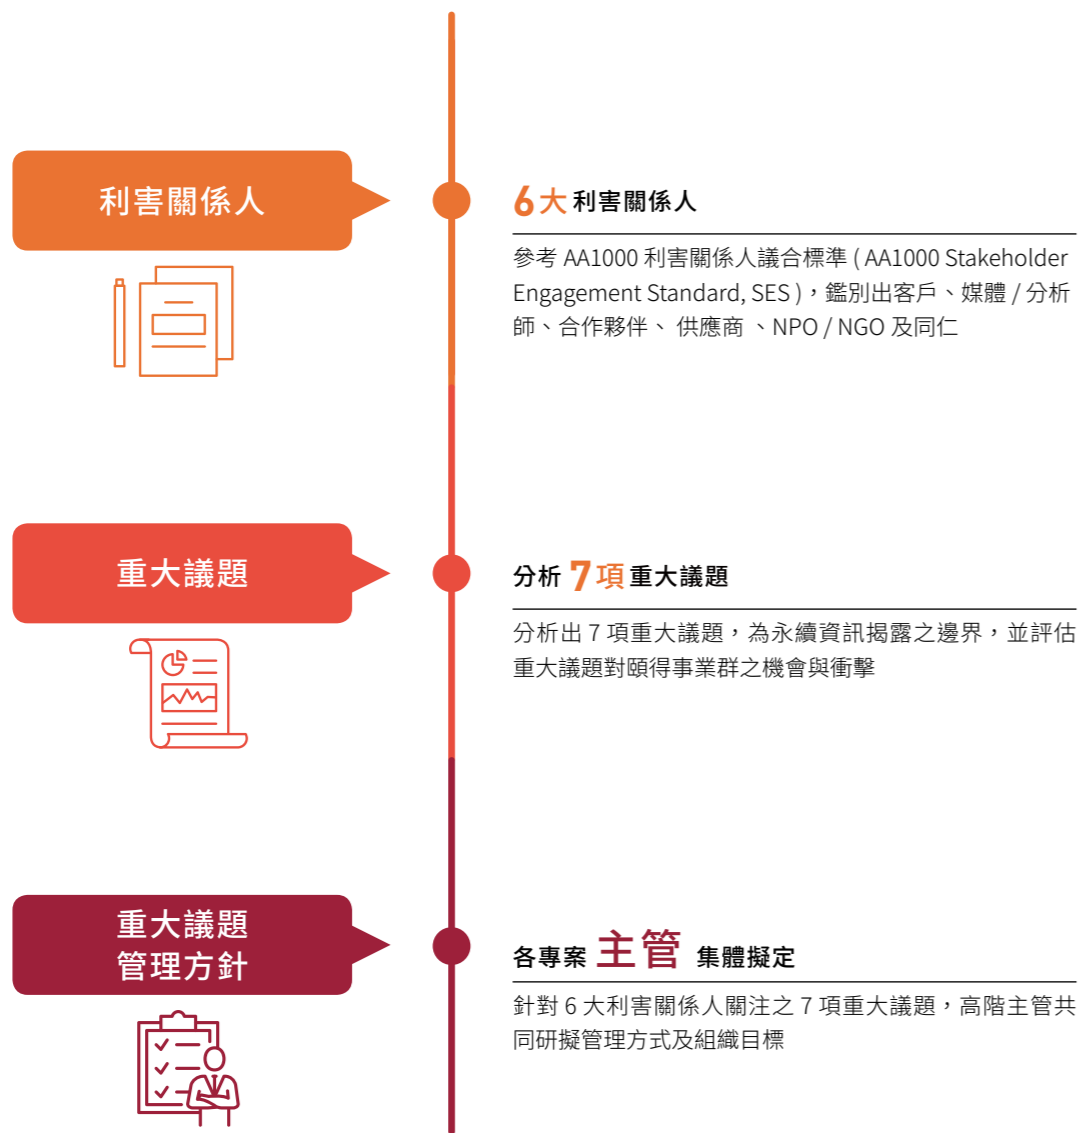 利害關係人
6大利害關係人
參考 AA1000 利害關係人議合標準 ( AA1000 Stakeholder
Engagement Standard, SES )，鑑別出客戶、媒體 / 分析
師、合作夥伴、 供應商 、NPO / NGO 及同仁
重大議題
分析 7項重大議題
分析出 7 項重大議題，為永續資訊揭露之邊界，並評估
重大議題對頤得事業群之機會與衝擊
重大議題
管理方針
各專案 主管 集體擬定
針對 6 大利害關係人關注之 7 項重大議題，高階主管共
同研擬管理方式及組織目標